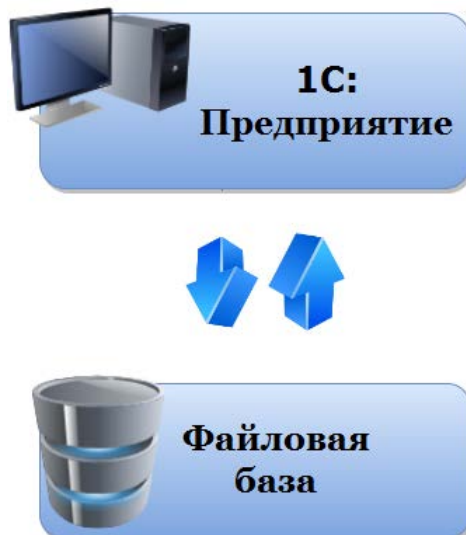 1С:
Предприятие
Файловая
база